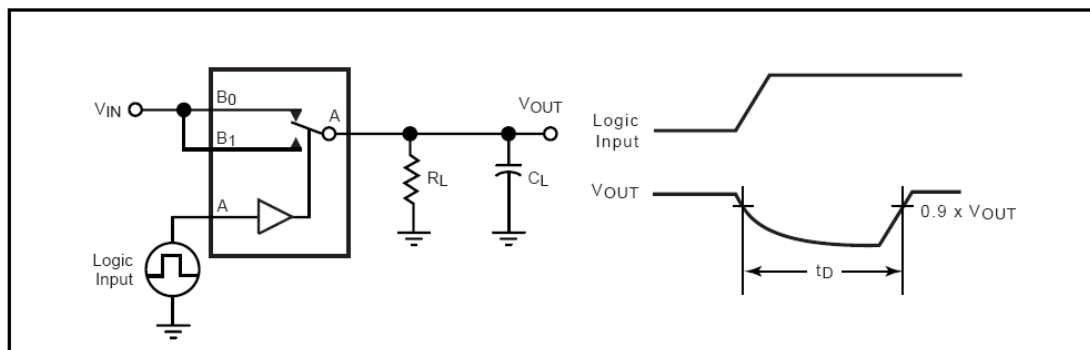 VIN
B0
B1
A
A
VOUT
RL
CL
Logic
Input
Logic
Input
VOUT
0.9 x VOUT
tD